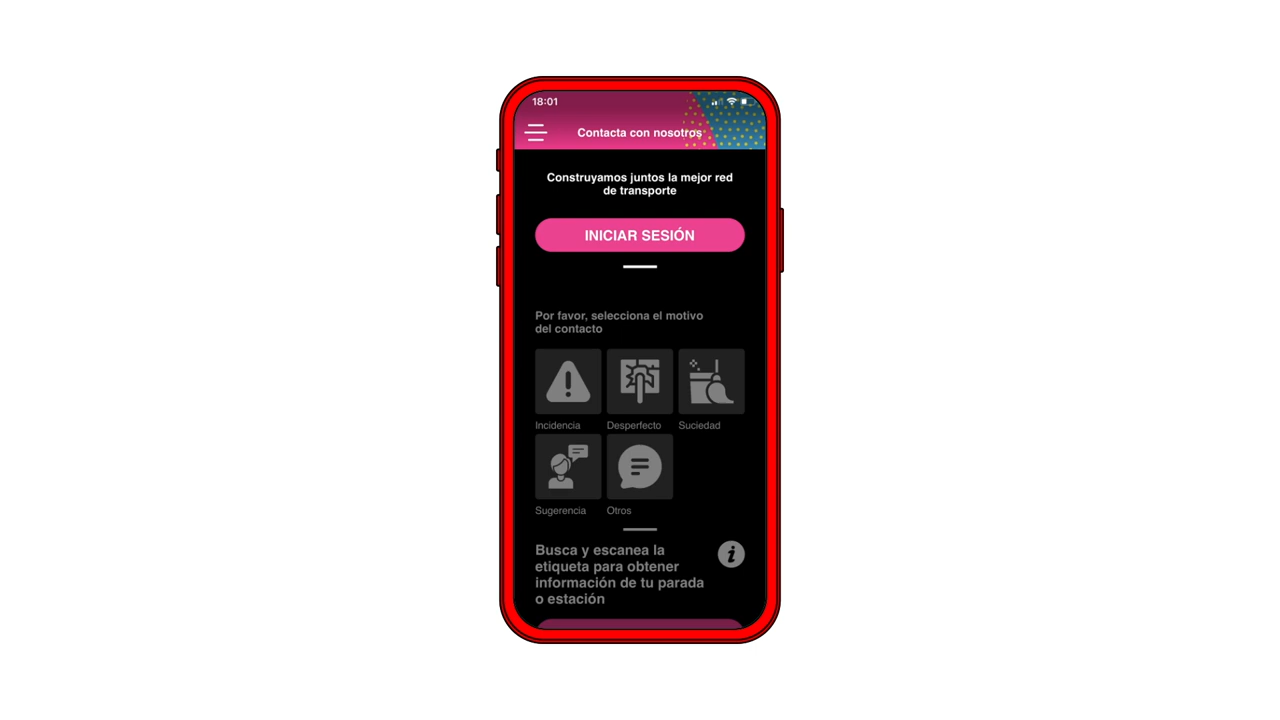 18:01
Contacta con nosotros
Construyamos juntos la mejor red
de transporte
INICIAR SESIÓN
Por favor, selecciona el motivo
del contacto
Incidencia
Desperfecto
Suciedad
Sugerencia
Otros
Busca y escanea la
etiqueta para obtener
información de tu parada
o estación